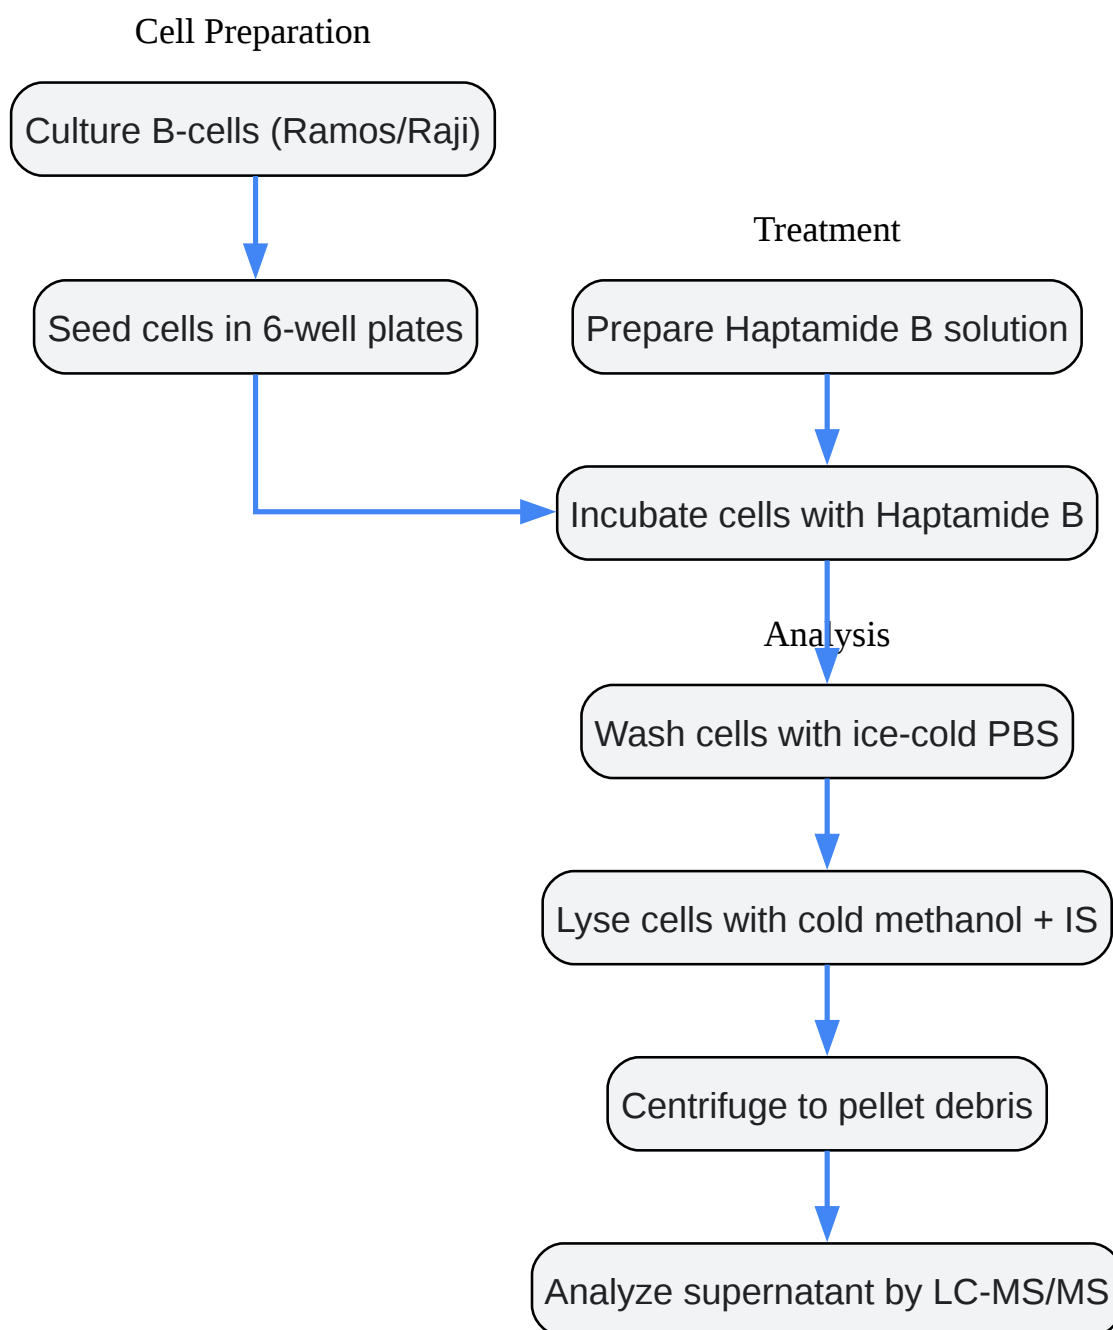 Cell Preparation
Culture B-cells (Ramos/Raji)
Seed cells in 6-well plates
Treatment
Prepare Haptamide B solution
Incubate cells with Haptamide B
Analysis
Wash cells with ice-cold PBS
Lyse cells with cold methanol + IS
Centrifuge to pellet debris
Analyze supernatant by LC-MS/MS